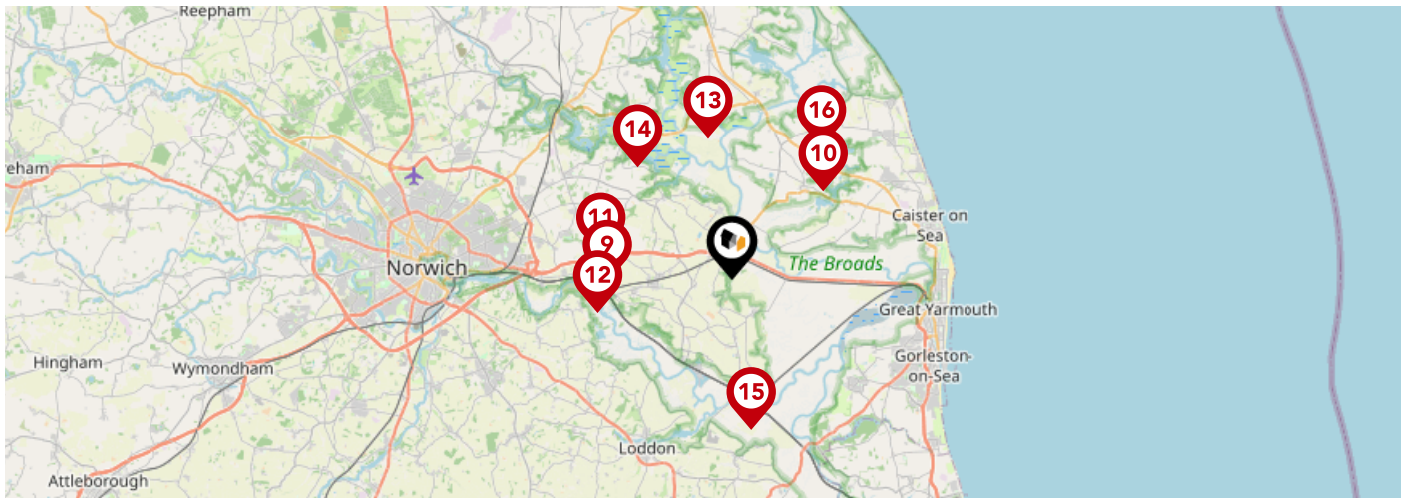 Reepham
13
16
14
10
eham
11
Caister on
Sea
9
The Broads
Norwich
12
Great Yarmouth
Gorleston-
on-Sea
Hingham
Wymondham
15
Loddon
Attleborough